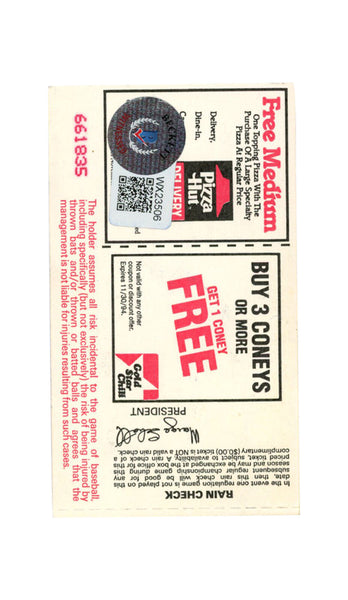 Free Medium
One Topping Pizza With The
Purchase Of A Large Specialty
Pizza At Regular Price
Delivery,
Dine-in,
Pizza
Hut
DELIVERY
WX23506
661835
BUY 3 CONEYS
OR MORE
GET 1 CONEY
FREE
Not valid with any other
coupon or discount offer.
Expires 11/30/94.
Gold
Star
Chili
The holder assumes all risk incidental to the game of baseball,
including specifically (but not exclusively) the risk of being injured by
thrown bats and/or thrown or batted balls and agrees that the
management is not liable for injuries resulting from such cases.
PRESIDENT
RAIN CHECK
In the event one regulation game is not played on this
date, then this rain check will be good for any
subsequent regular championship game during this
season and may be exchanged at the box office for this
priced ticket, subject to availability. A rain check of a
complimentary ($0.00) ticket is NOT a valid rain check.